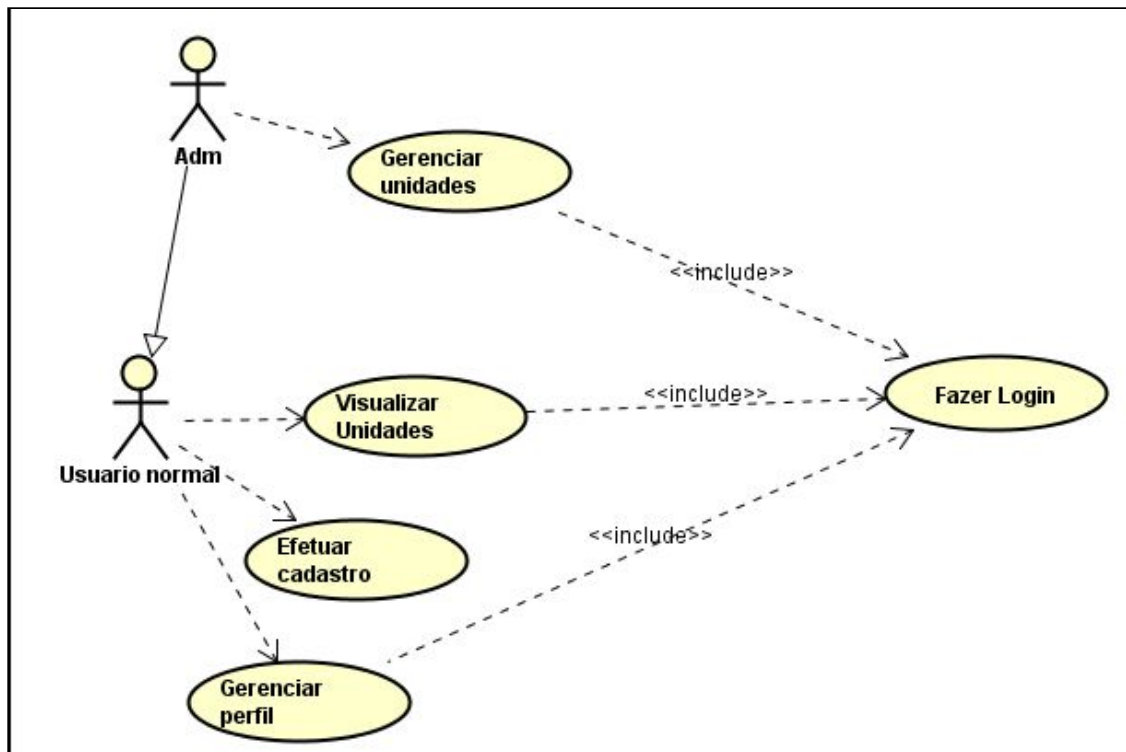 Adm
Gerenciar
unidades
<<include>>
Visualizar
Unidades
<<include>>
Fazer Login
Usuario normal
Efetuar
cadastro
<<include>>
Gerenciar
perfil